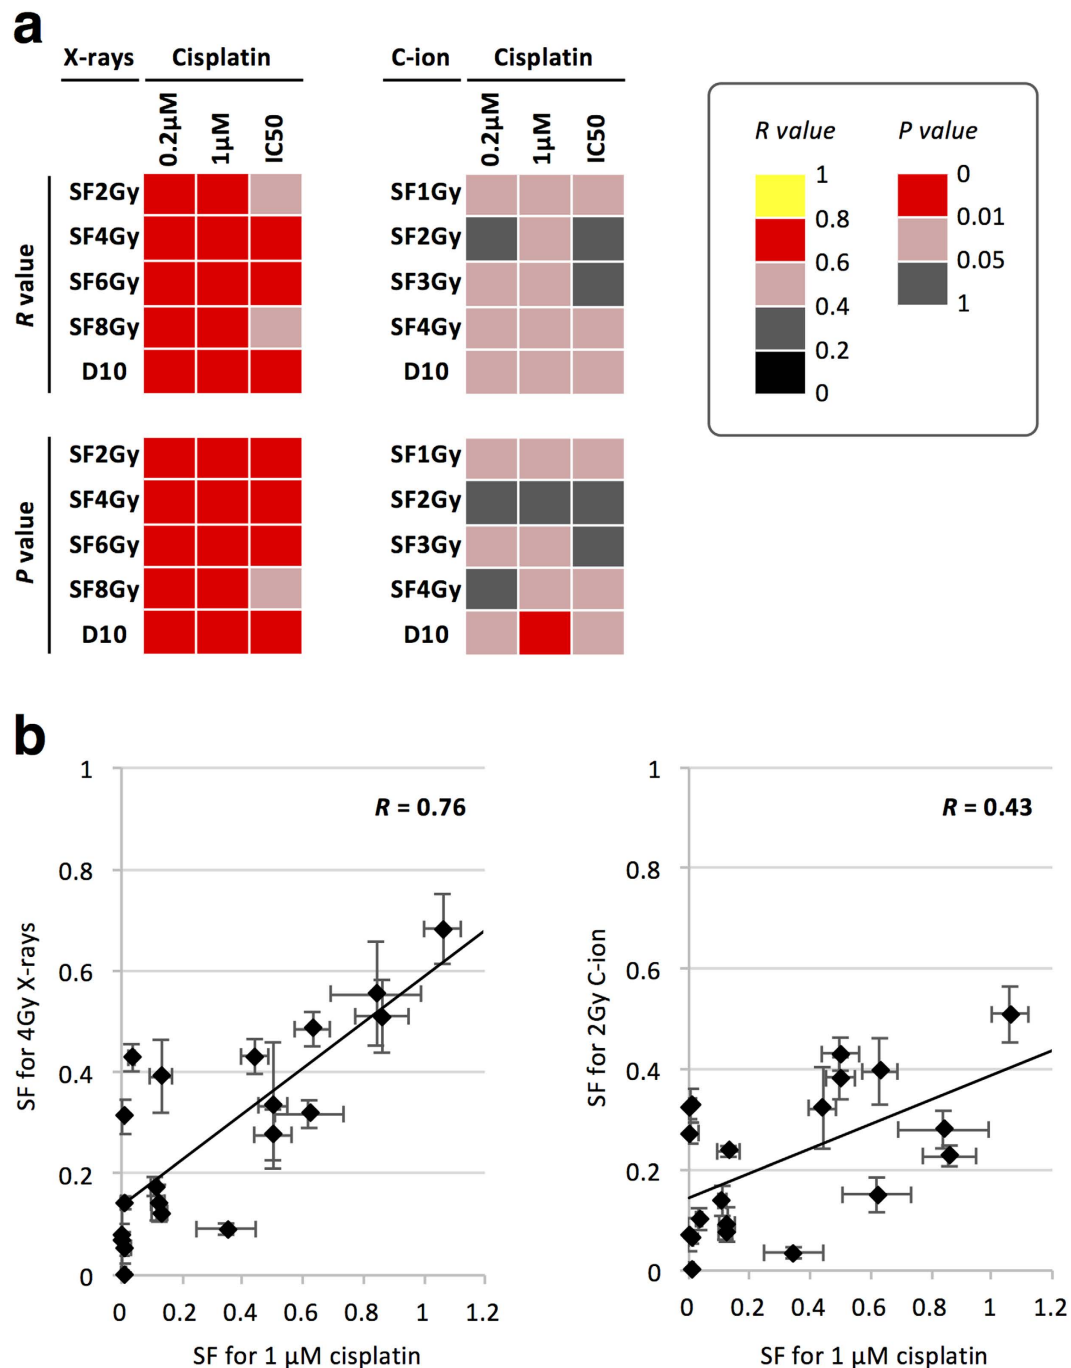 a
X-rays Cisplatin
0.2µM 1µM IC50
R value
SF2Gy
SF4Gy
SF6Gy
SF8Gy
D10
P value
SF2Gy
SF4Gy
SF6Gy
SF8Gy
D10
C-ion Cisplatin
0.2µM 1µM IC50
SF1Gy
SF2Gy
SF3Gy
SF4Gy
D10
SF1Gy
SF2Gy
SF3Gy
SF4Gy
D10
R value
1
0.8
0.6
0.4
0.2
0
P value
0
0.01
0.05
1
b
R = 0.76
SF for 4Gy X-rays
1
0.8
0.6
0.4
0.2
0
0 0.2 0.4 0.6 0.8 1 1.2
SF for 1 µM cisplatin
R = 0.43
SF for 2Gy C-ion
1
0.8
0.6
0.4
0.2
0
0 0.2 0.4 0.6 0.8 1 1.2
SF for 1 µM cisplatin